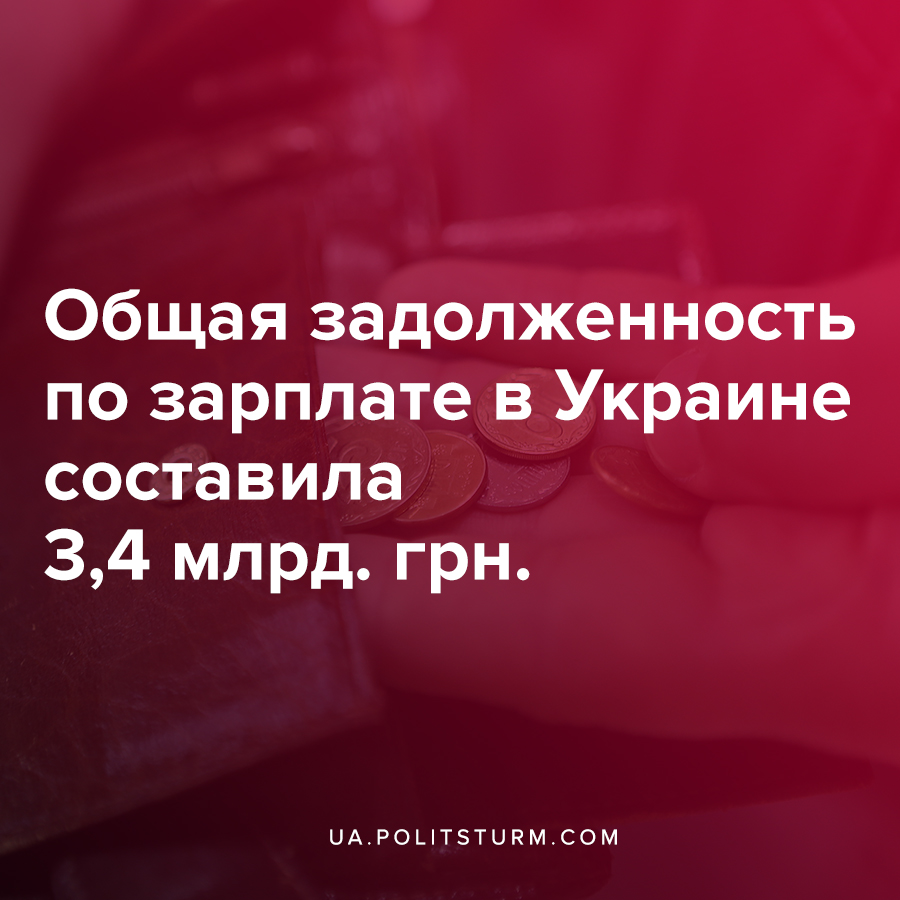 Общая задолженность
по зарплате в Украине
составила
3,4 млрд. грн.
UA.POLITSTURM.COM